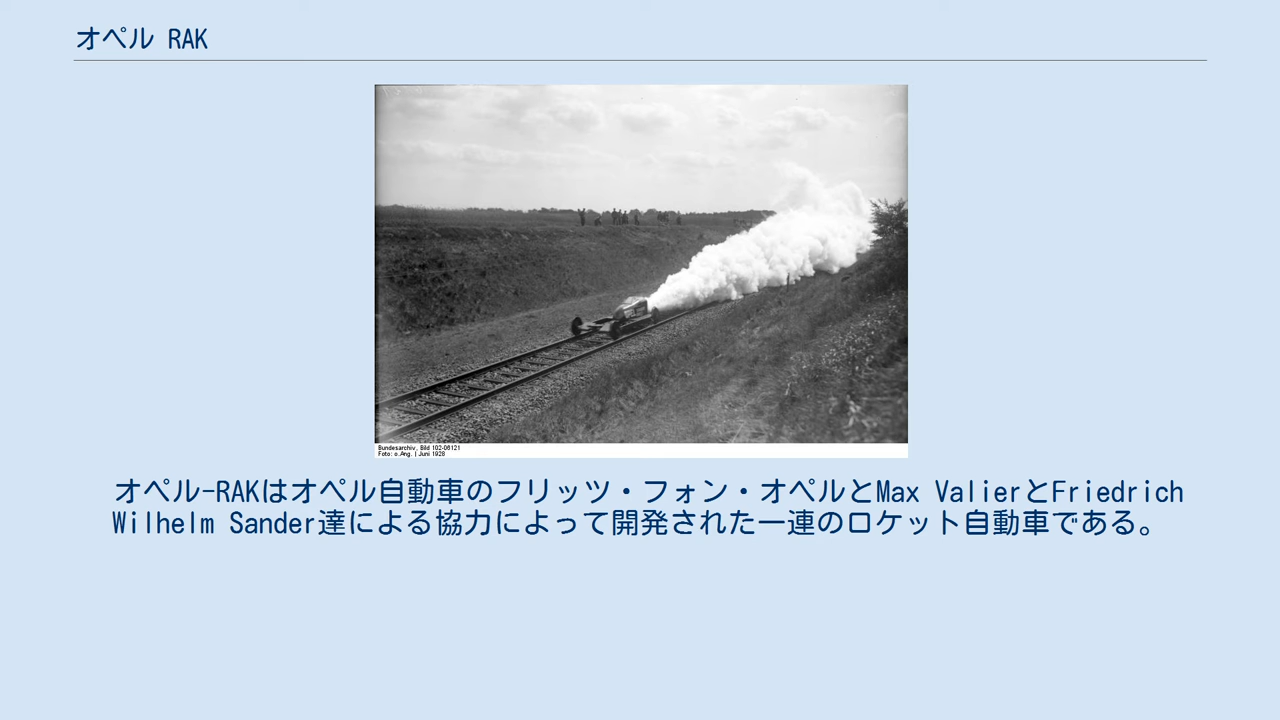 オペル RAK
Bundesarchiv, Bild 102-06121
Foto: o.Ang. | Juni 1928
オペル-RAKはオペル自動車のフリッツ・フォン・オペルとMax ValierとFriedrich
Wilhelm Sander達による協力によって開発された一連のロケット自動車である。